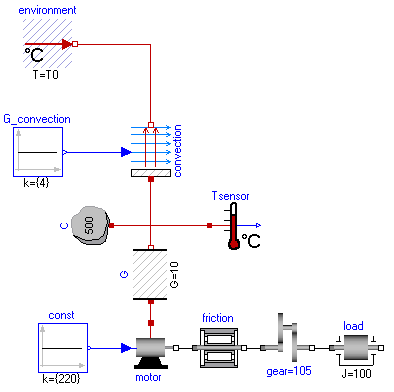 environment
°C
T=T0
G_convection
k={4}
convection
Tsensor
C
500
°C
G
G=10
const
k={220}
motor
friction
gear=105
load
J=100